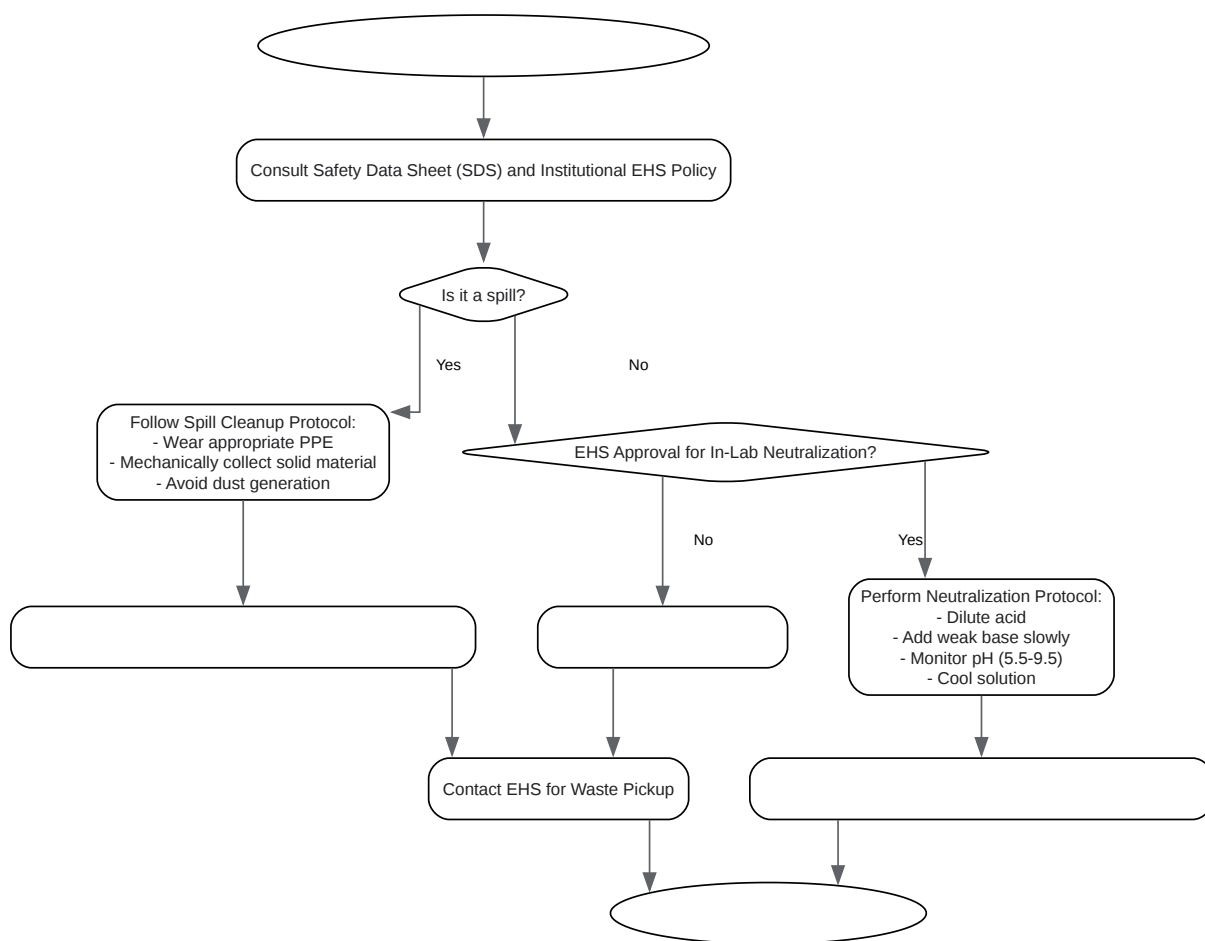 Consult Safety Data Sheet (SDS) and Institutional EHS Policy
Is it a spill?
Yes
No
Follow Spill Cleanup Protocol:
- Wear appropriate PPE
- Mechanically collect solid material
- Avoid dust generation
EHS Approval for In-Lab Neutralization?
No
Yes
Perform Neutralization Protocol:
- Dilute acid
- Add weak base slowly
- Monitor pH (5.5-9.5)
- Cool solution
Contact EHS for Waste Pickup